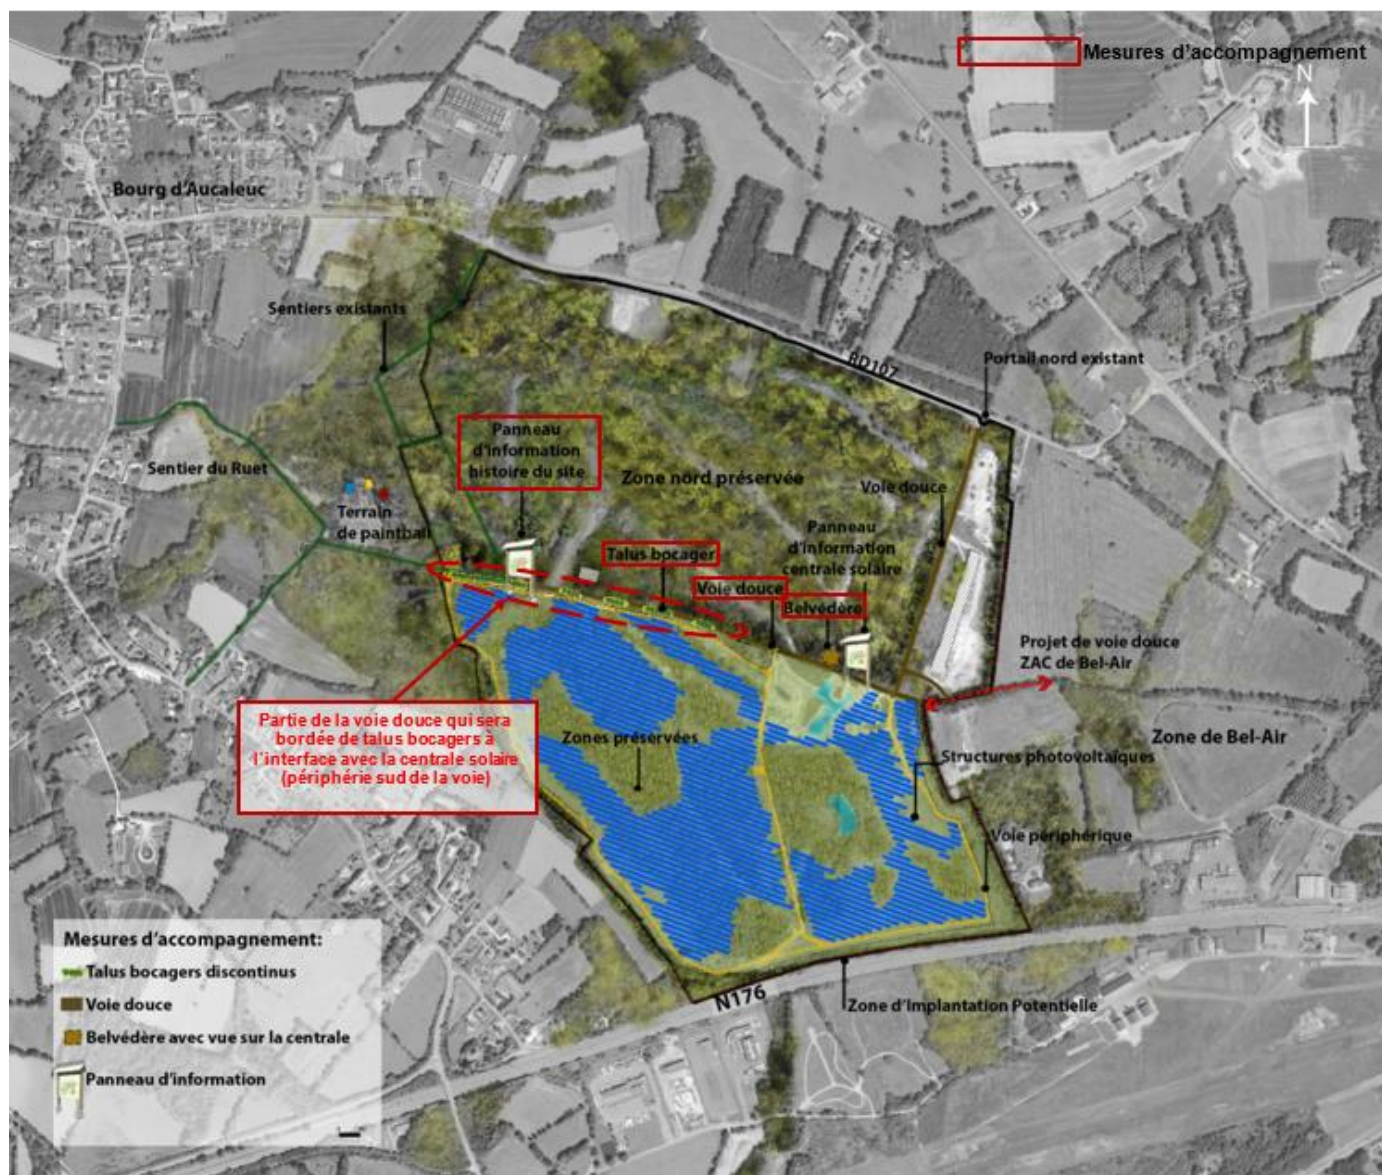 Mesures d'accompagnement
N
Bourg d'Aucaleuc
Sentiers existants
RD107
Portail nord existant
Panneau
d'information
histoire du site
Sentier du Ruet
Zone nord préservée
Voie douce
Terrain
de paintball
Panneau
d'information
centrale solaire
Talus bocager
Voie douce
Belvédère
Projet de voie douce
ZAC de Bel-Air
Partie de la voie douce qui sera
bordée de talus bocagers à
l'interface avec la centrale solaire
(périphérie sud de la voie)
Zones préservées
Zone de Bel-Air
Structures photovoltaïques
Voie périphérique
N176
Zone d'Implantation Potentielle
Mesures d'accompagnement:
Talus bocagers discontinus
Voie douce
Belvédère avec vue sur la centrale
Panneau d'information